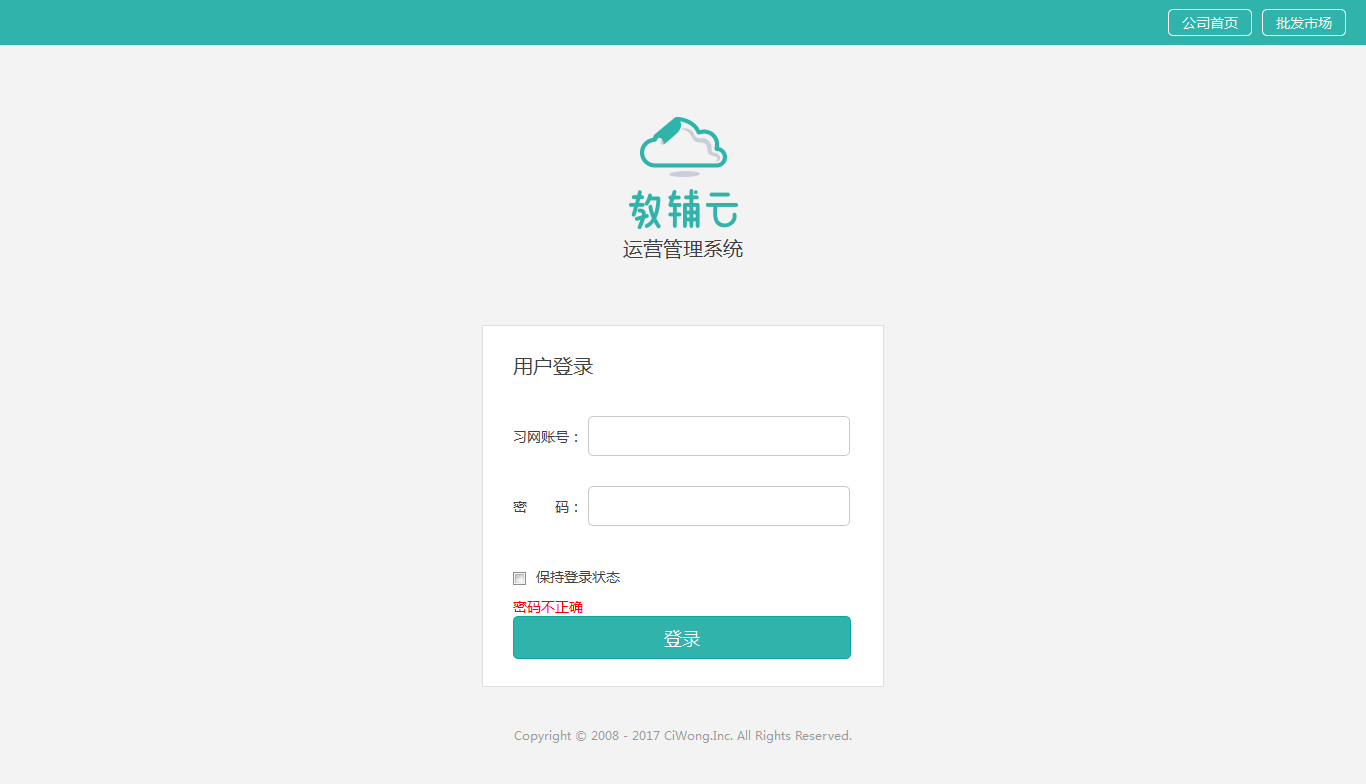 公司首页 批发市场
教辅云
运营管理系统
用户登录
习网账号：
密　　码：
保持登录状态
密码不正确
登录
Copyright © 2008 - 2017 CiWong.Inc. All Rights Reserved.